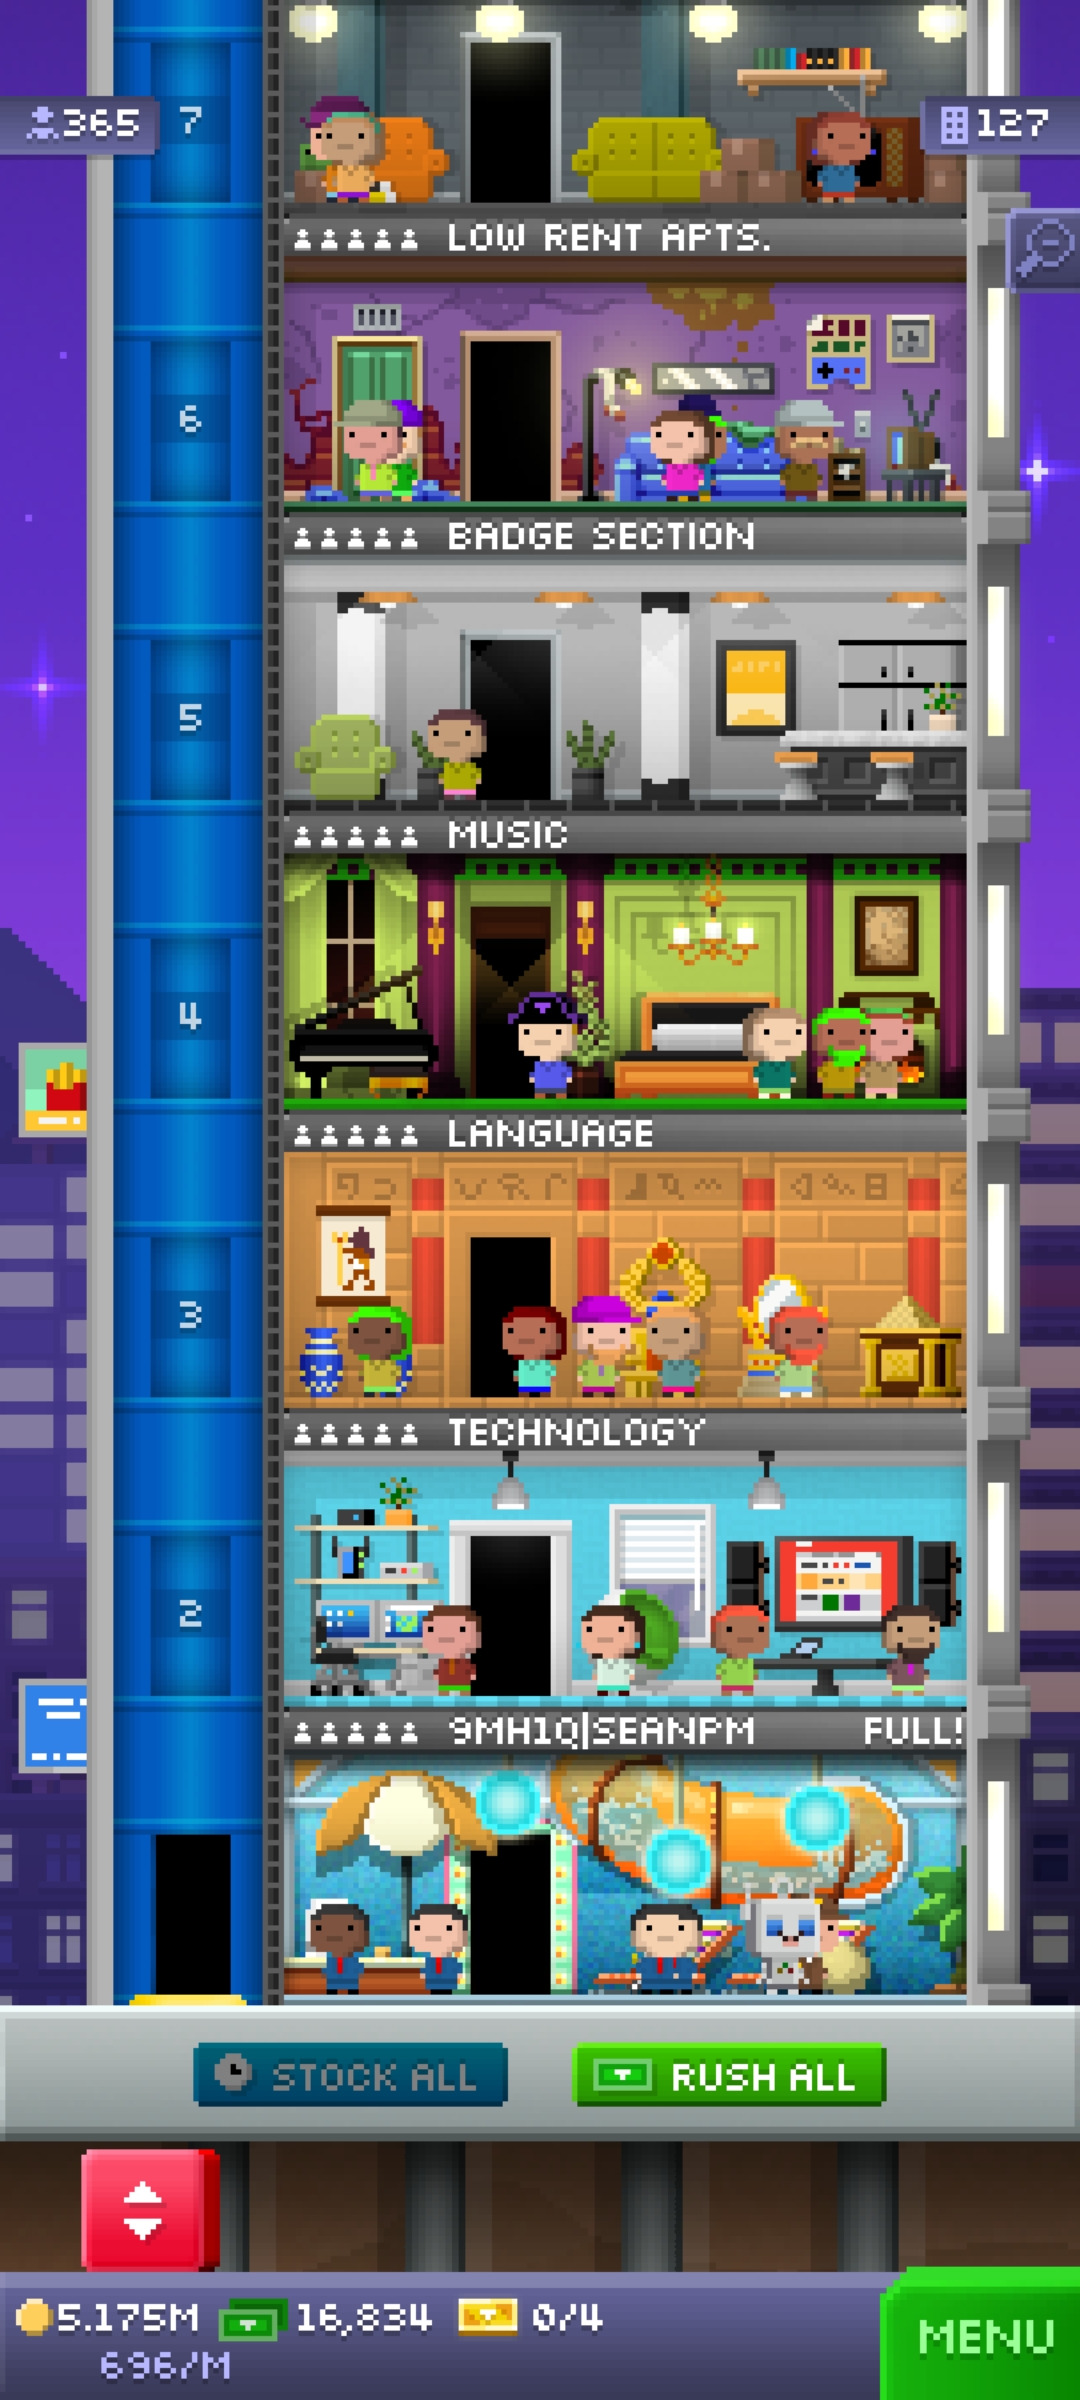 365
7
127
LOW RENT APTS.
6
BADGE SECTION
5
MUSIC
4
LANGUAGE
3
TECHNOLOGY
2
9MH1Q|SEANPM FULL!
STOCK ALL
RUSH ALL
5.175M 16,834 0/4
696/M
MENU